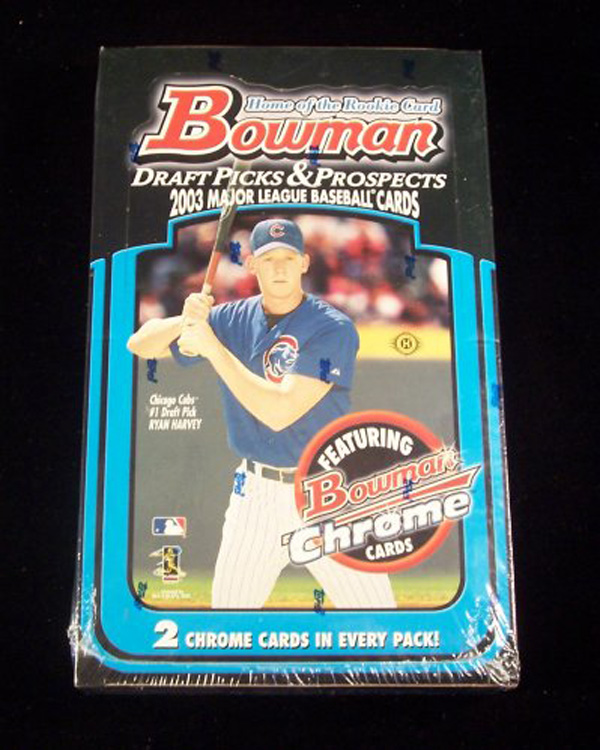 Home of the Rookie Card
Bowman
DRAFT PICKS & PROSPECTS
2003 MAJOR LEAGUE BASEBALL CARDS
C
Chicago Cubs™
#1 Draft Pick
RYAN HARVEY
FEATURING
Bowman
Chrome
CARDS
2 CHROME CARDS IN EVERY PACK!